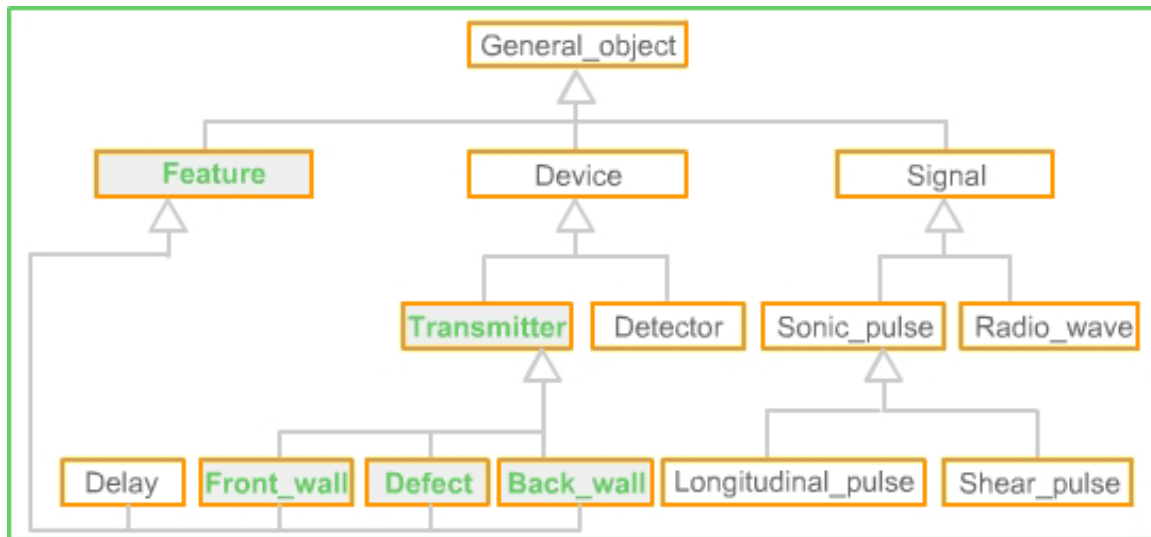 General_object
Feature
Device
Signal
Transmitter
Detector
Sonic_pulse
Radio_wave
Delay
Front_wall
Defect
Back_wall
Longitudinal_pulse
Shear_pulse